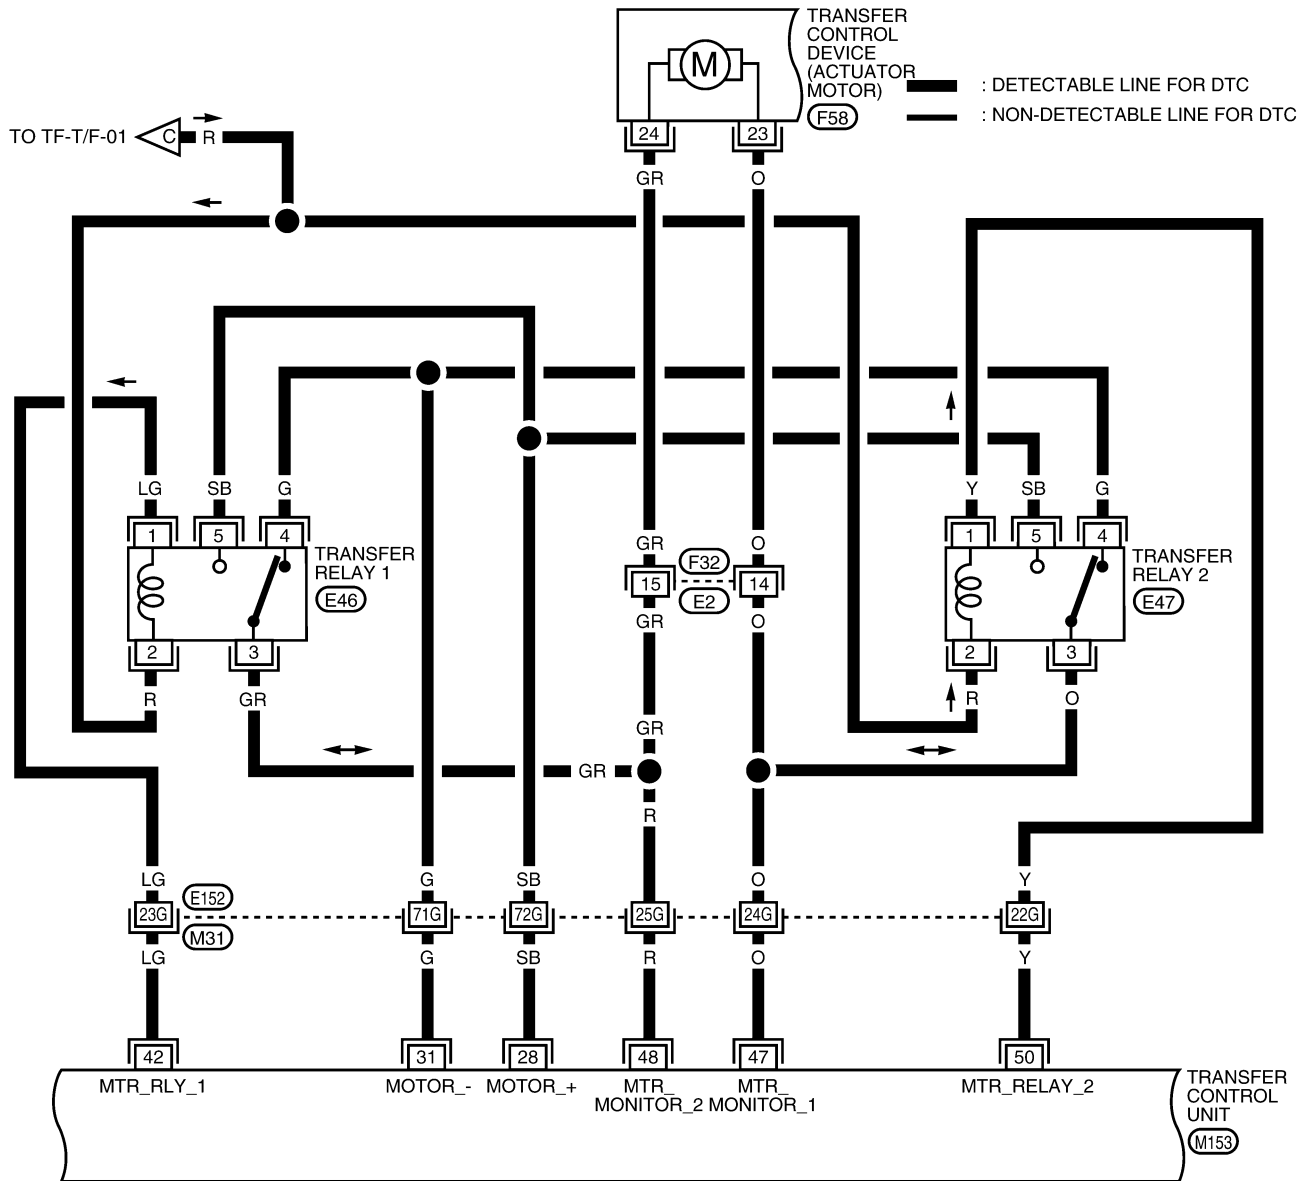 TRANSFER
CONTROL
DEVICE
(ACTUATOR
MOTOR)
F58
M
: DETECTABLE LINE FOR DTC
: NON-DETECTABLE LINE FOR DTC
TO TF-T/F-01
C
R
24
23
GR
O
LG
SB
G
Y
SB
G
1
5
4
TRANSFER
RELAY 1
E46
2
3
R
GR
GR
O
F32
15
14
E2
GR
O
1
5
4
TRANSFER
RELAY 2
E47
2
3
R
O
GR
GR
R
LG
G
SB
O
Y
E152
23G
71G
72G
25G
24G
22G
M31
LG
G
SB
R
O
Y
42
31
28
48
47
50
MTR_RLY_1
MOTOR_-
MOTOR_+
MTR_
MONITOR_2
MTR_
MONITOR_1
MTR_RELAY_2
TRANSFER
CONTROL
UNIT
M153